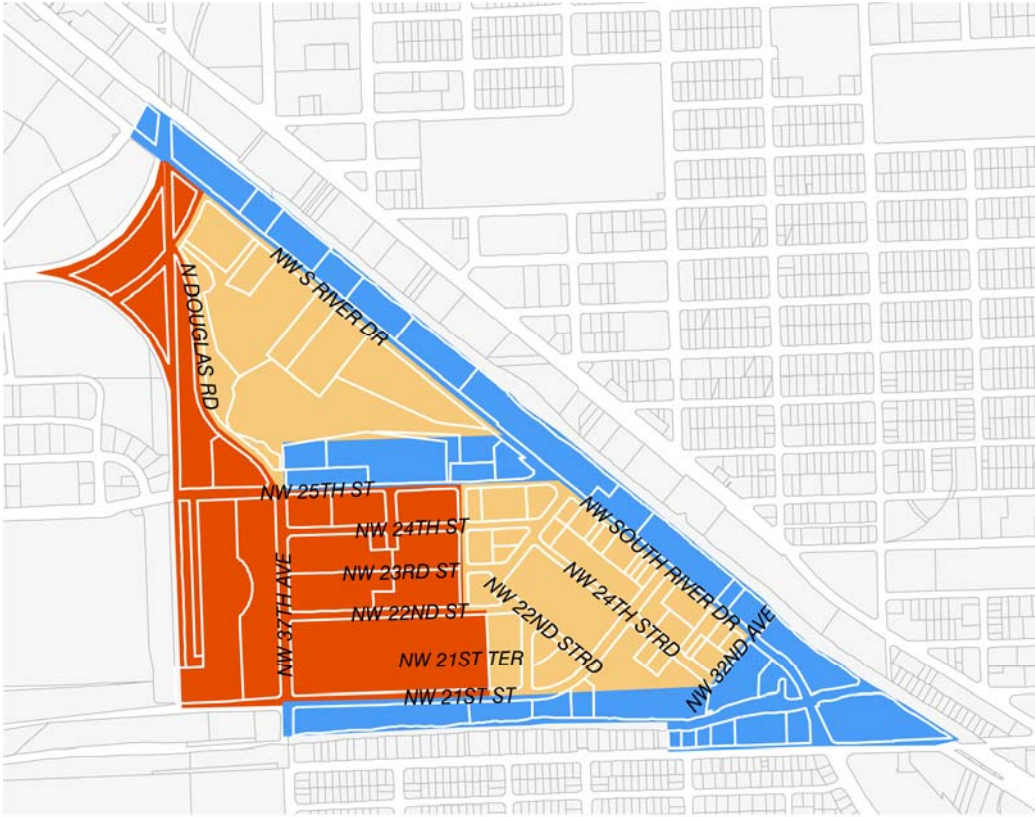 NW S RIVER DR
N DOUGLAS RD
NW 25TH ST
NW 24TH ST
NW SOUTH RIVER DR
NW 23RD ST
NW 24TH STRD
NW 22ND ST
NW 22ND STRD
NW 37TH AVE
NW 21ST TER
NW 32ND AVE
NW 21ST ST